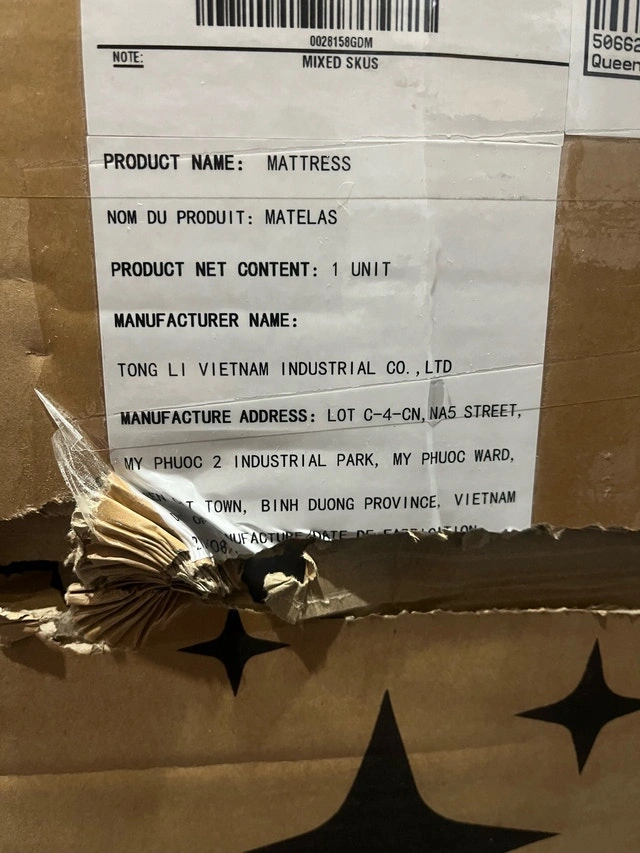 0028158GDM
NOTE:
MIXED SKUS
50662
Queen
PRODUCT NAME: MATTRESS
NOM DU PRODUIT: MATELAS
PRODUCT NET CONTENT: 1 UNIT
MANUFACTURER NAME:
TONG LI VIETNAM INDUSTRIAL CO.,LTD
MANUFACTURE ADDRESS: LOT C-4-CN,NA5 STREET,
MY PHUOC 2 INDUSTRIAL PARK, MY PHUOC WARD,
TOWN, BINH DUONG PROVINCE, VIETNAM